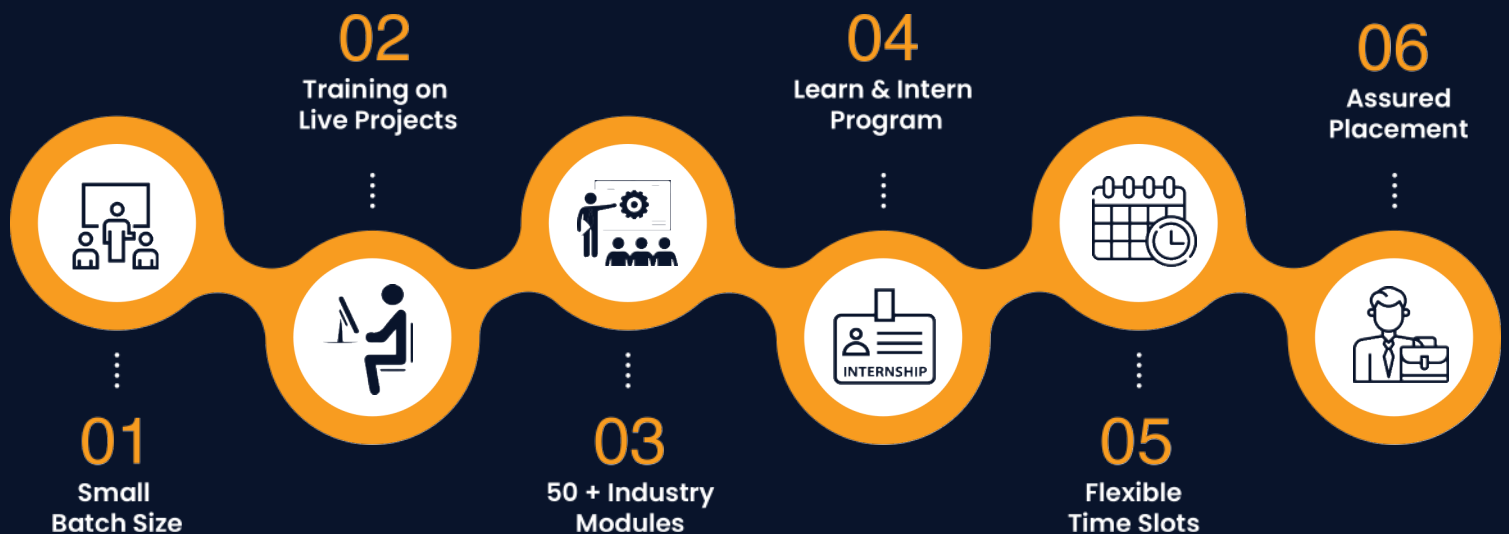 01
Small
Batch Size
02
Training on
Live Projects
03
50 + Industry
Modules
04
Learn & Intern
Program
INTERNSHIP
05
Flexible
Time Slots
06
Assured
Placement